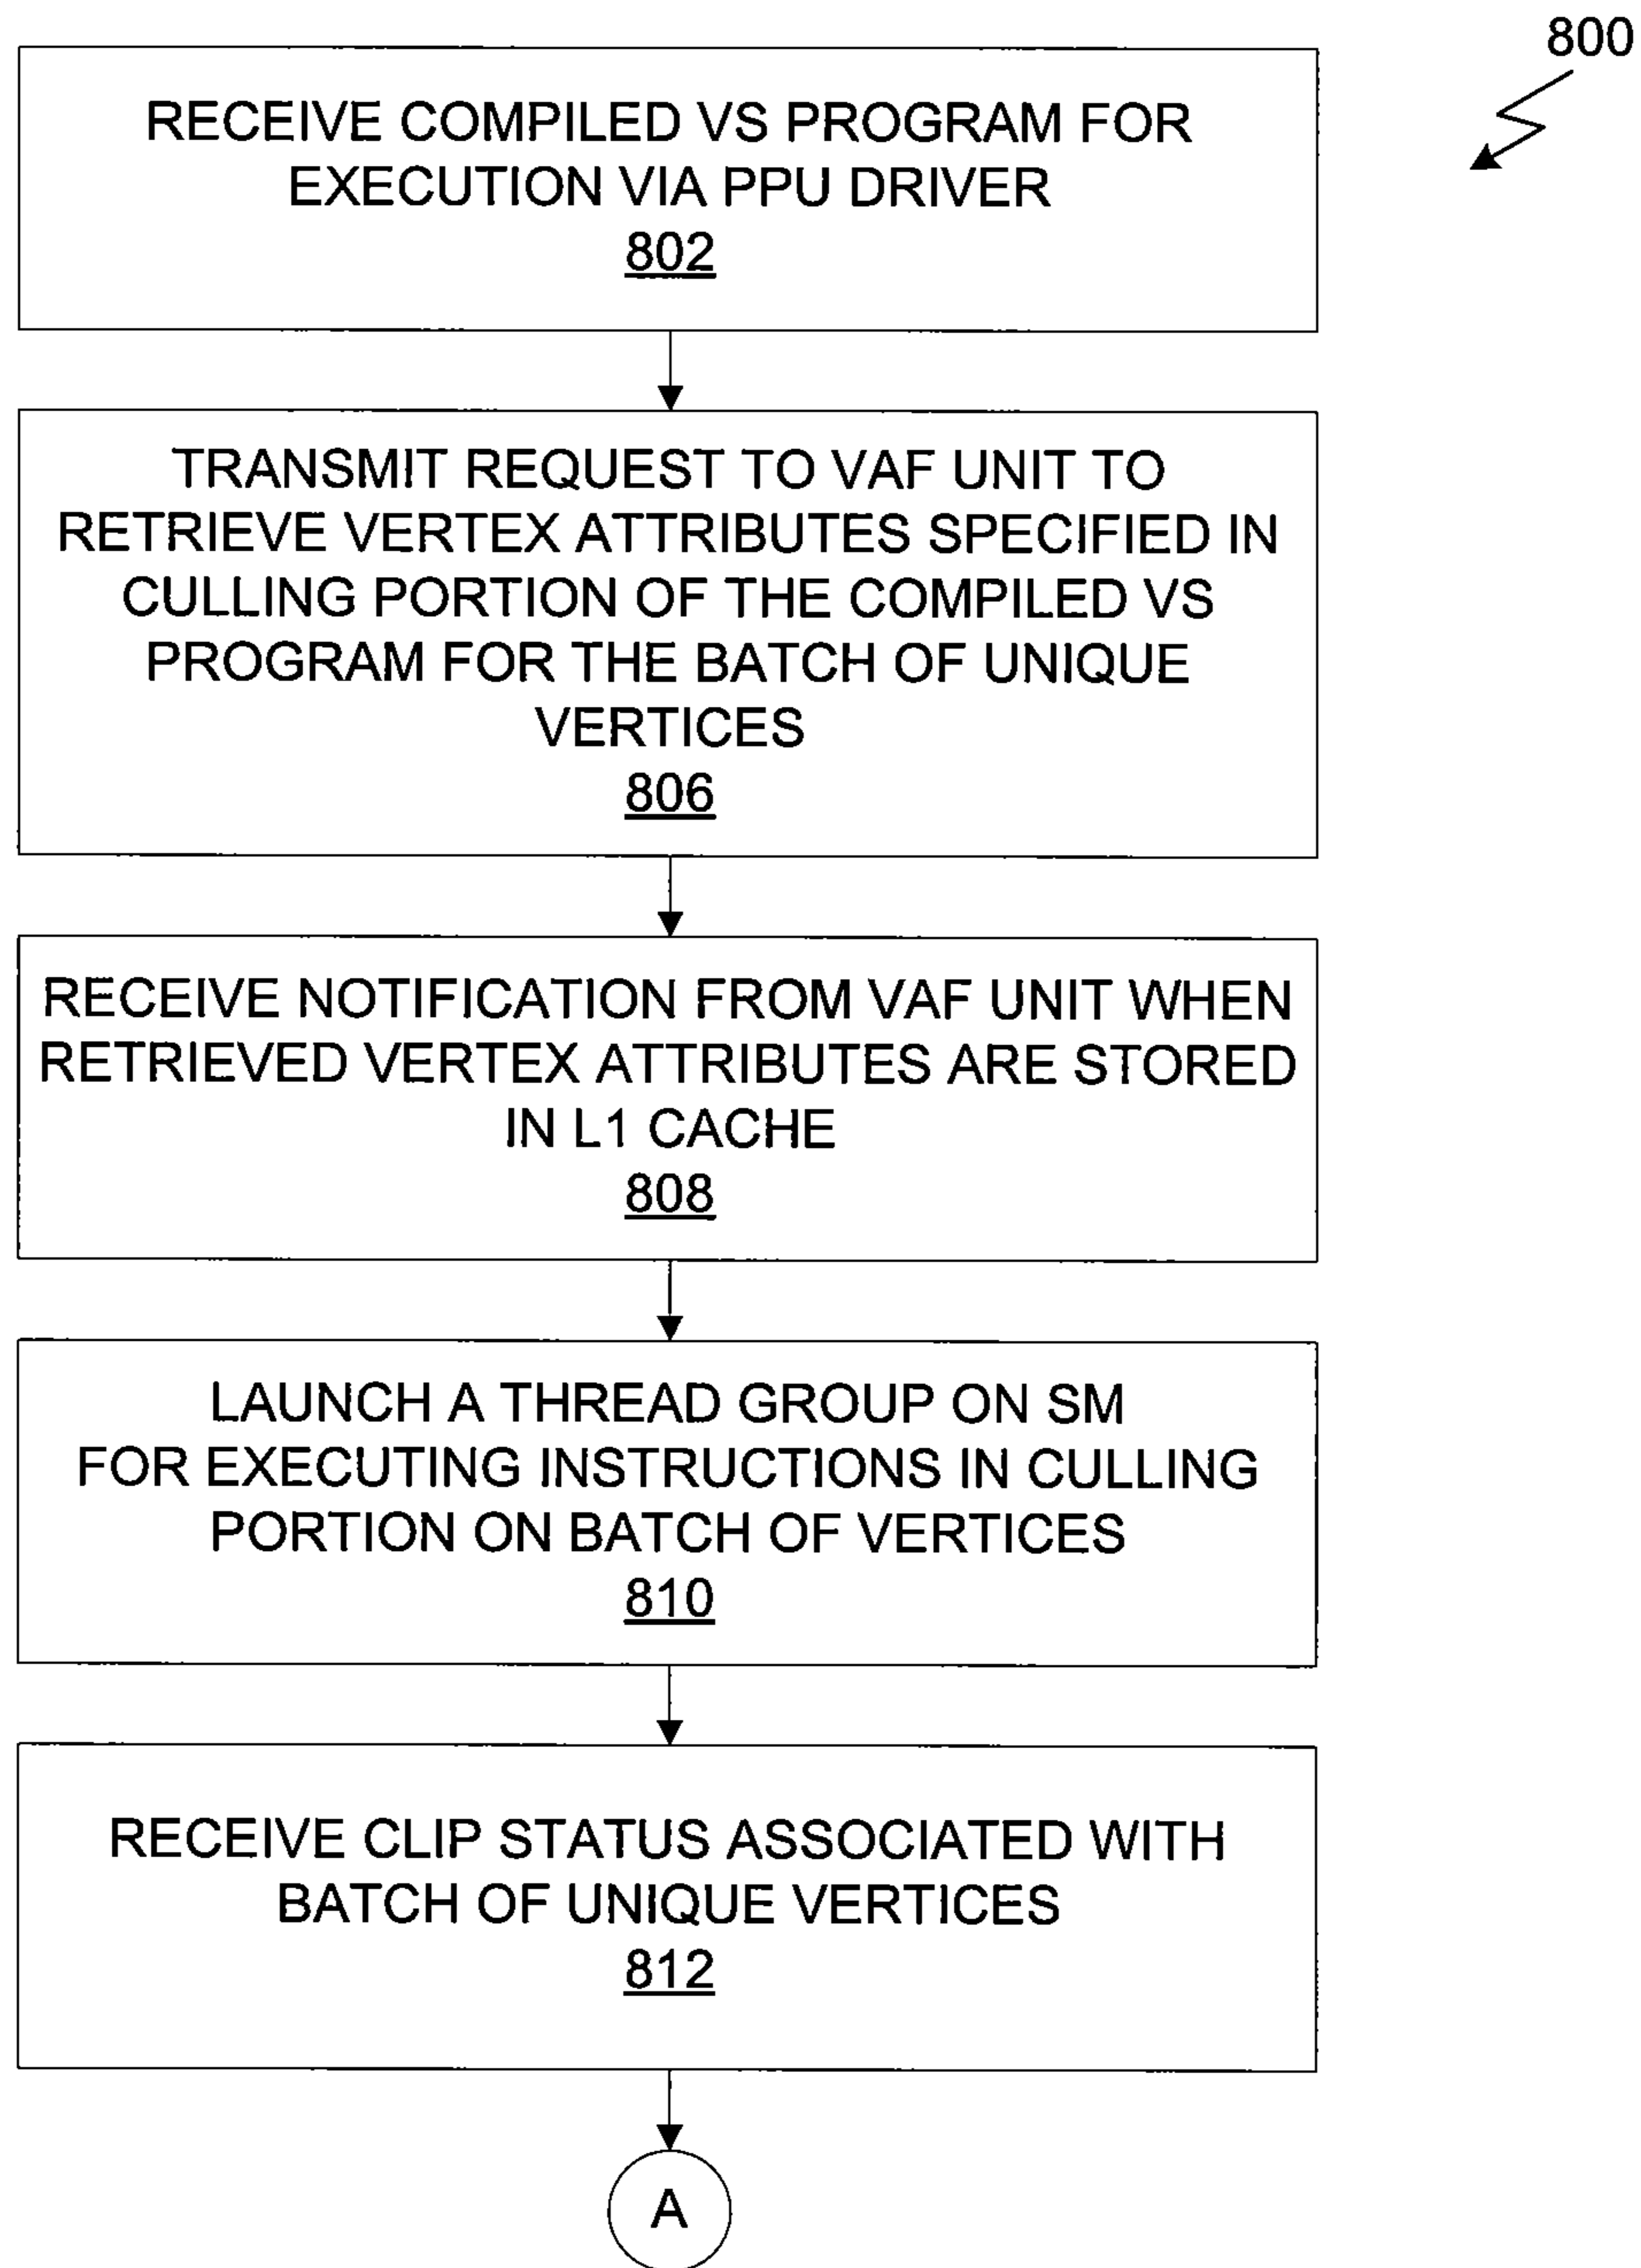 800
RECEIVE COMPILED VS PROGRAM FOR
EXECUTION VIA PPU DRIVER
802
TRANSMIT REQUEST TO VAF UNIT TO
RETRIEVE VERTEX ATTRIBUTES SPECIFIED IN
CULLING PORTION OF THE COMPILED VS
PROGRAM FOR THE BATCH OF UNIQUE
VERTICES
806
RECEIVE NOTIFICATION FROM VAF UNIT WHEN
RETRIEVED VERTEX ATTRIBUTES ARE STORED
IN L1 CACHE
808
LAUNCH A THREAD GROUP ON SM
FOR EXECUTING INSTRUCTIONS IN CULLING
PORTION ON BATCH OF VERTICES
810
RECEIVE CLIP STATUS ASSOCIATED WITH
BATCH OF UNIQUE VERTICES
812
A